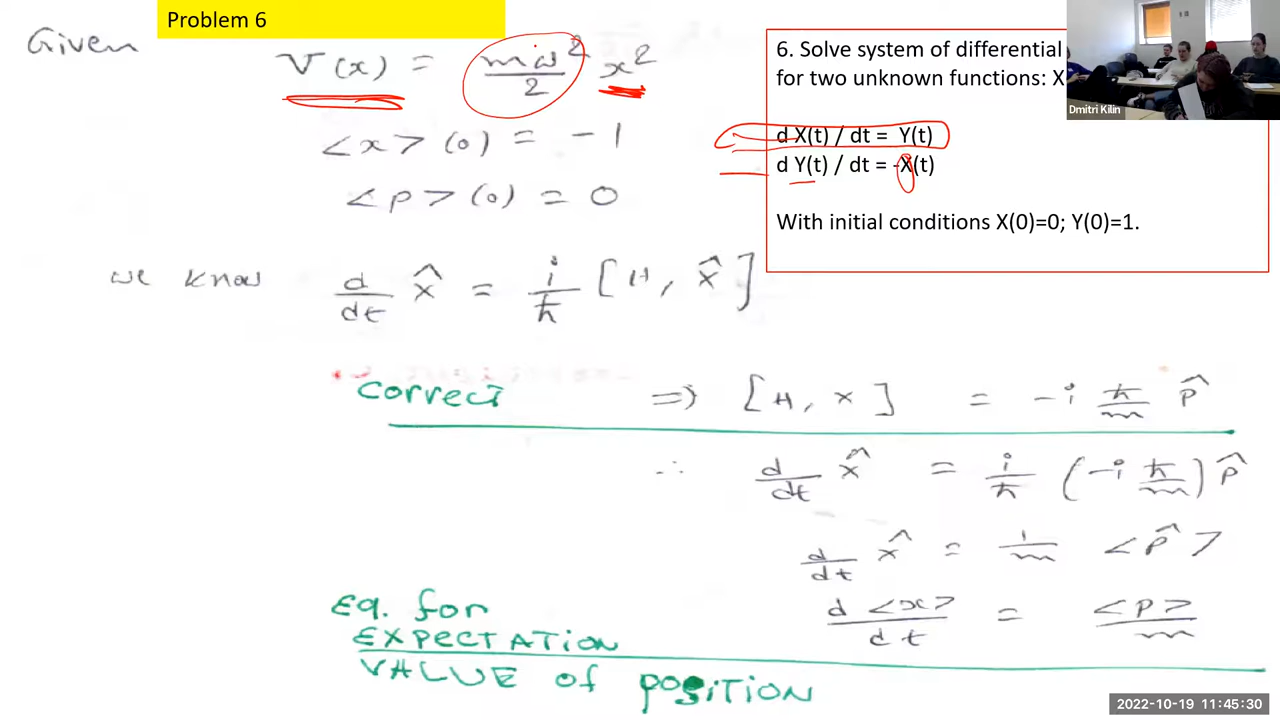 Problem 6
Given
V(x) = mω²/2 x²
<x>(0) = -1
<p>(0) = 0
6. Solve system of differential
for two unknown functions: X
d X(t) / dt = Y(t)
d Y(t) / dt = -X(t)
With initial conditions X(0)=0; Y(0)=1.
Dmitri Kilin
we know d/dt x̂ = i/ħ [H, x̂]
correct ⇒ [H, x] = -i ħ/m p̂
∴ d/dt x̂ = i/ħ (-i ħ/m) p̂
d/dt x̂ = 1/m <p̂>
d<x>/dt = <p>/m
Eq. for
EXPECTATION
VALUE of position
2022-10-19 11:45:30